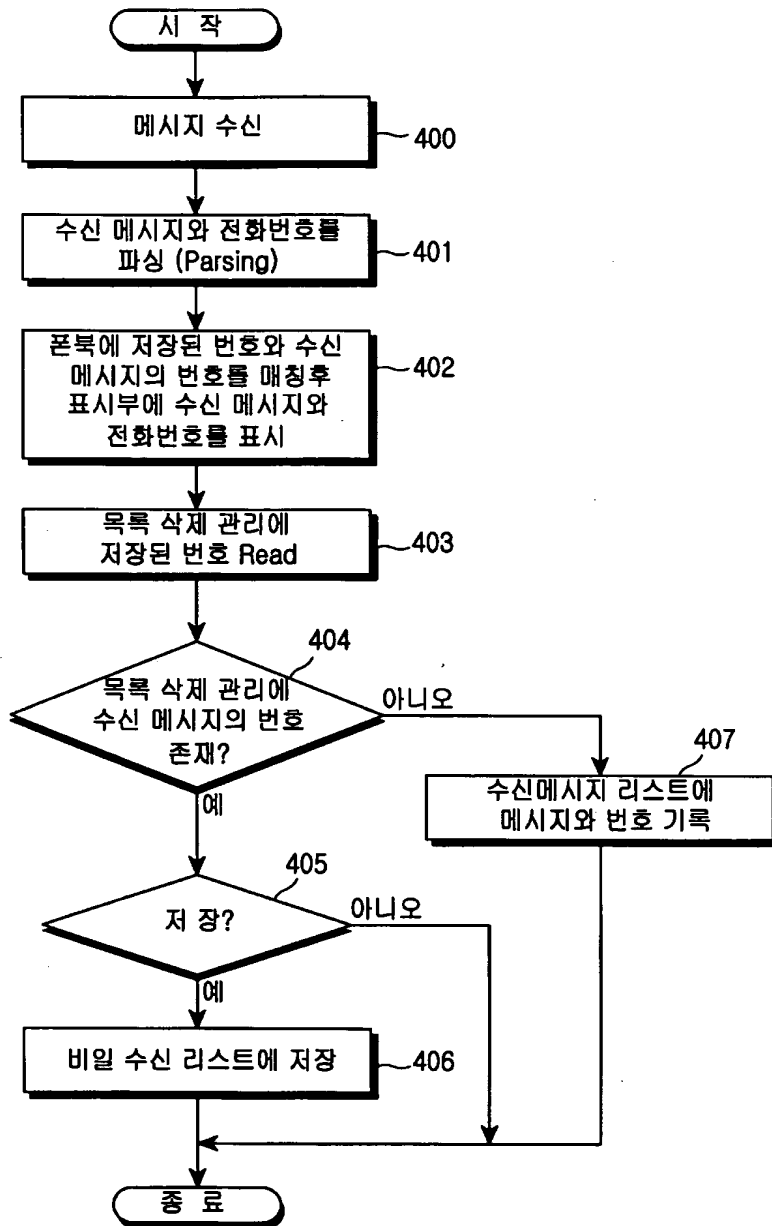 시 작
메시지 수신
400
수신 메시지와 전화번호를
파싱 (Parsing)
401
폰북에 저장된 번호와 수신
메시지의 번호를 매칭후
표시부에 수신 메시지와
전화번호를 표시
402
목록 삭제 관리에
저장된 번호 Read
403
404
목록 삭제 관리에
수신 메시지의 번호
존재?
아니오
예
407
수신메시지 리스트에
메시지와 번호 기록
405
저 장?
아니오
예
비일 수신 리스트에 저장
406
종 료